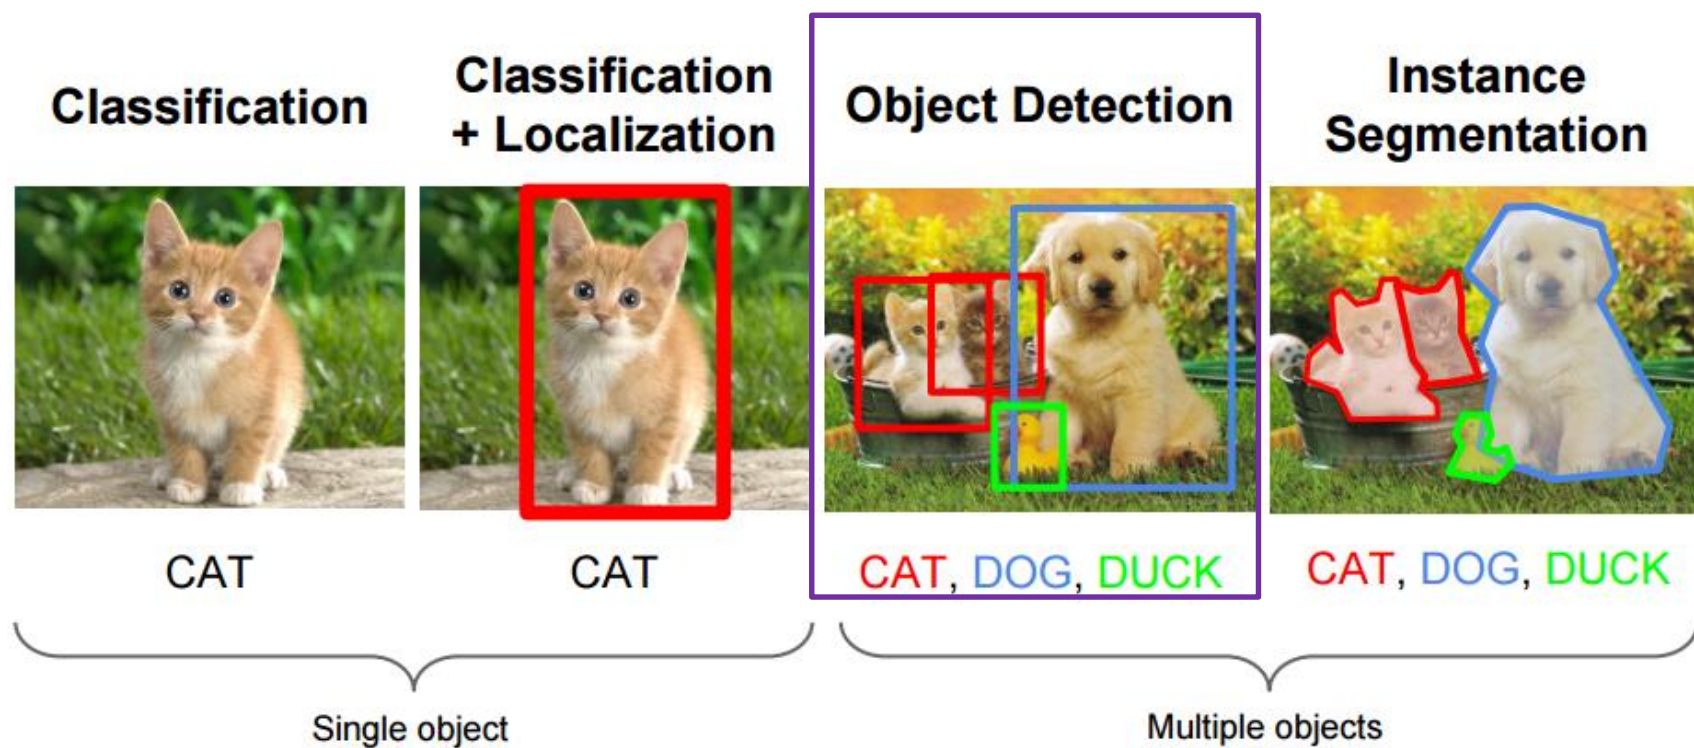 Classification
Classification
+ Localization
Object Detection
Instance
Segmentation
CAT
CAT
CAT, DOG, DUCK
CAT, DOG, DUCK
Single object
Multiple objects